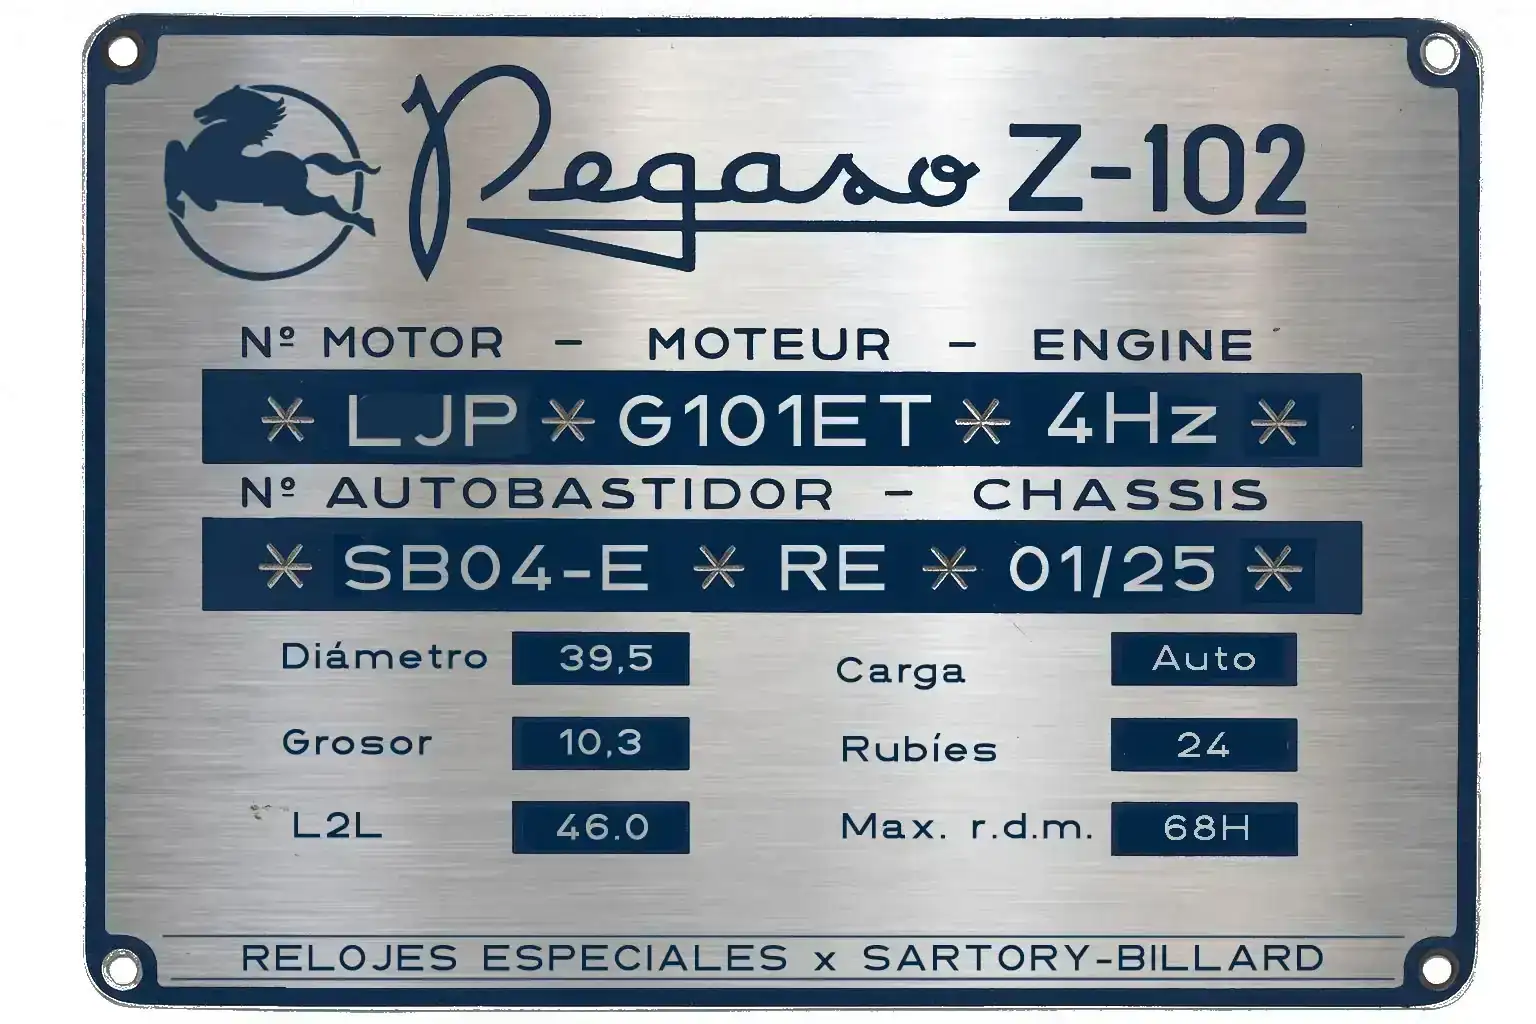 Pegaso Z-102
Nº MOTOR - MOTEUR - ENGINE
* LJP * G101ET * 4Hz *
Nº AUTOBASTIDOR - CHASSIS
* SB04-E * RE * 01/25 *
Diámetro 39,5 Carga Auto
Grosor 10,3 Rubíes 24
L2L 46.0 Max. r.d.m. 68H
RELOJES ESPECIALES x SARTORY-BILLARD